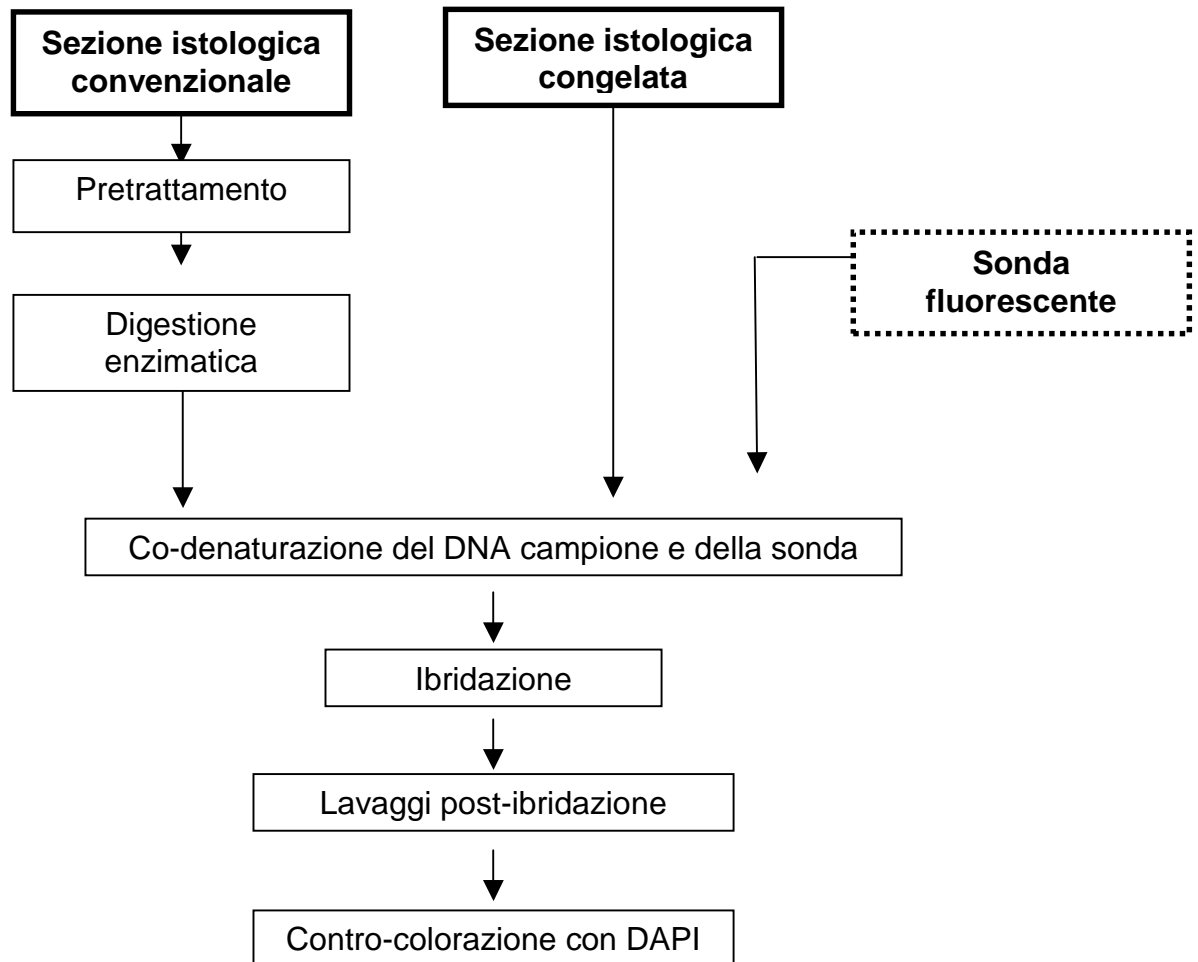 Sezione istologica
convenzionale
Sezione istologica
congelata
Pretrattamento
Sonda
fluorescente
Digestione
enzimatica
Co-denaturazione del DNA campione e della sonda
Ibridazione
Lavaggi post-ibridazione
Contro-colorazione con DAPI